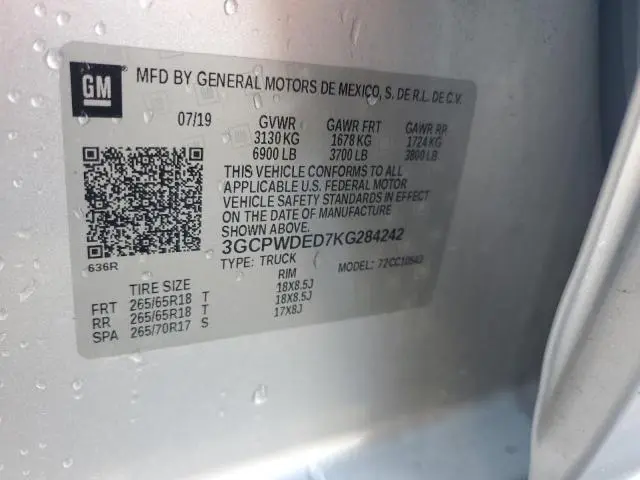 GM
MFD BY GENERAL MOTORS DE MEXICO, S. DE R.L. DE C.V.
07/19 GVWR GAWR FRT GAWR RR
3130 KG 1678 KG 1724 KG
6900 LB 3700 LB 3800 LB
THIS VEHICLE CONFORMS TO ALL
APPLICABLE U.S. FEDERAL MOTOR
VEHICLE SAFETY STANDARDS IN EFFECT
ON THE DATE OF MANUFACTURE
SHOWN ABOVE.
3GCPWDED7KG284242
TYPE: TRUCK MODEL:
636R
TIRE SIZE RIM
FRT 265/65R18 T 18X8.5J
RR 265/65R18 T 18X8.5J
SPA 265/70R17 S 17X8J